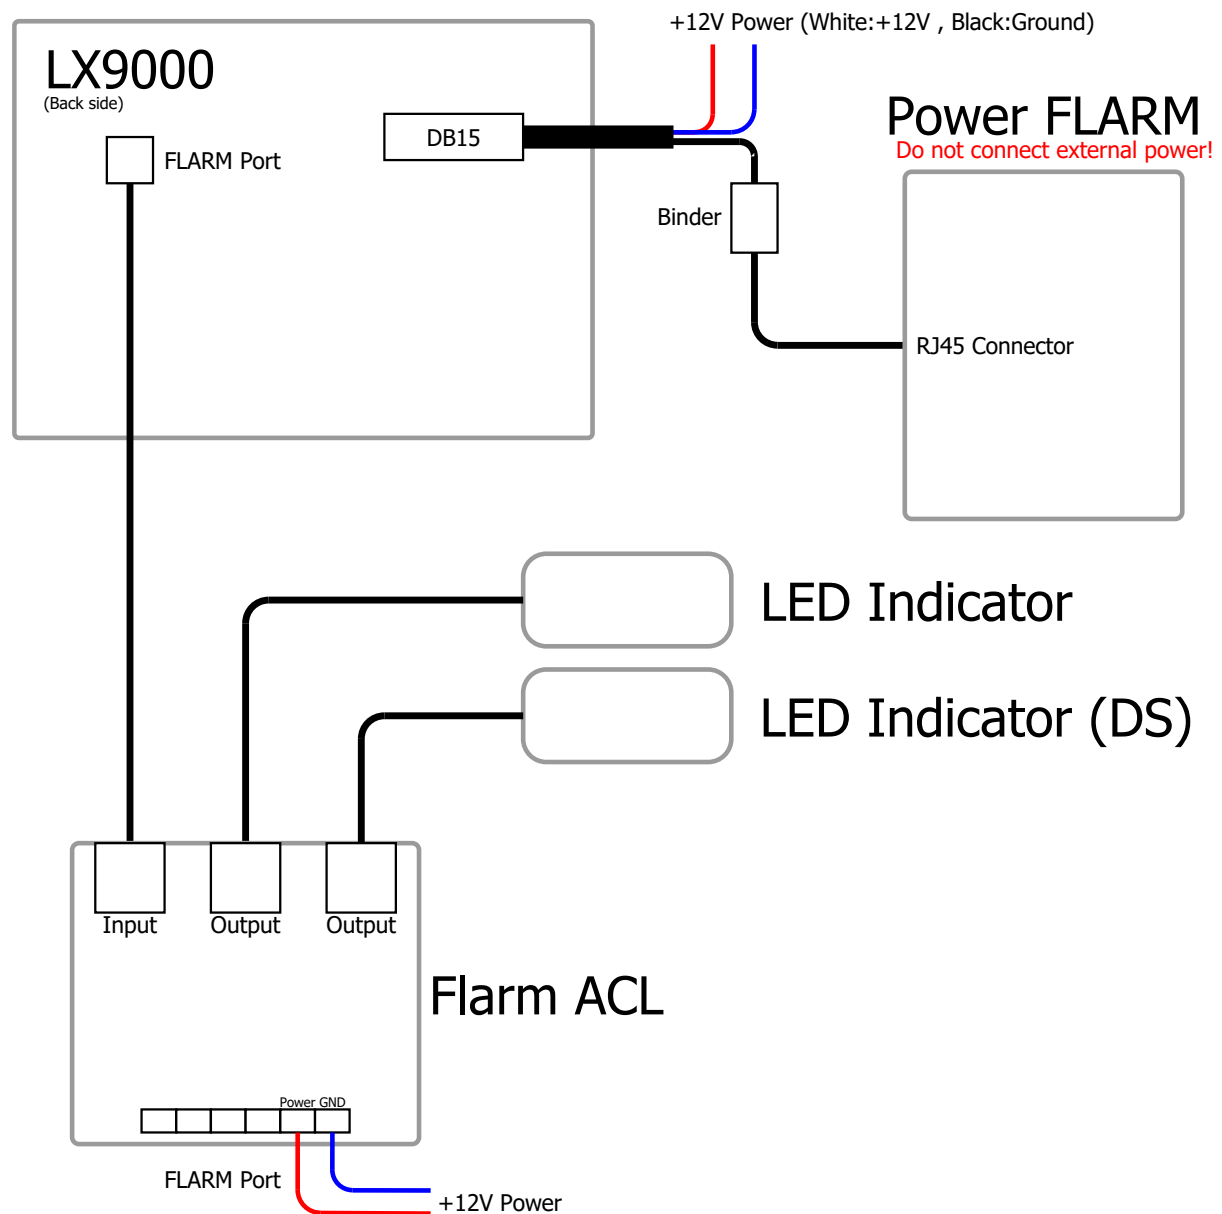 +12V Power (White:+12V , Black:Ground)
LX9000
(Back side)
Power FLARM
Do not connect external power!
DB15
FLARM Port
Binder
RJ45 Connector
LED Indicator
LED Indicator (DS)
Input
Output
Output
Flarm ACL
Power GND
FLARM Port
+12V Power